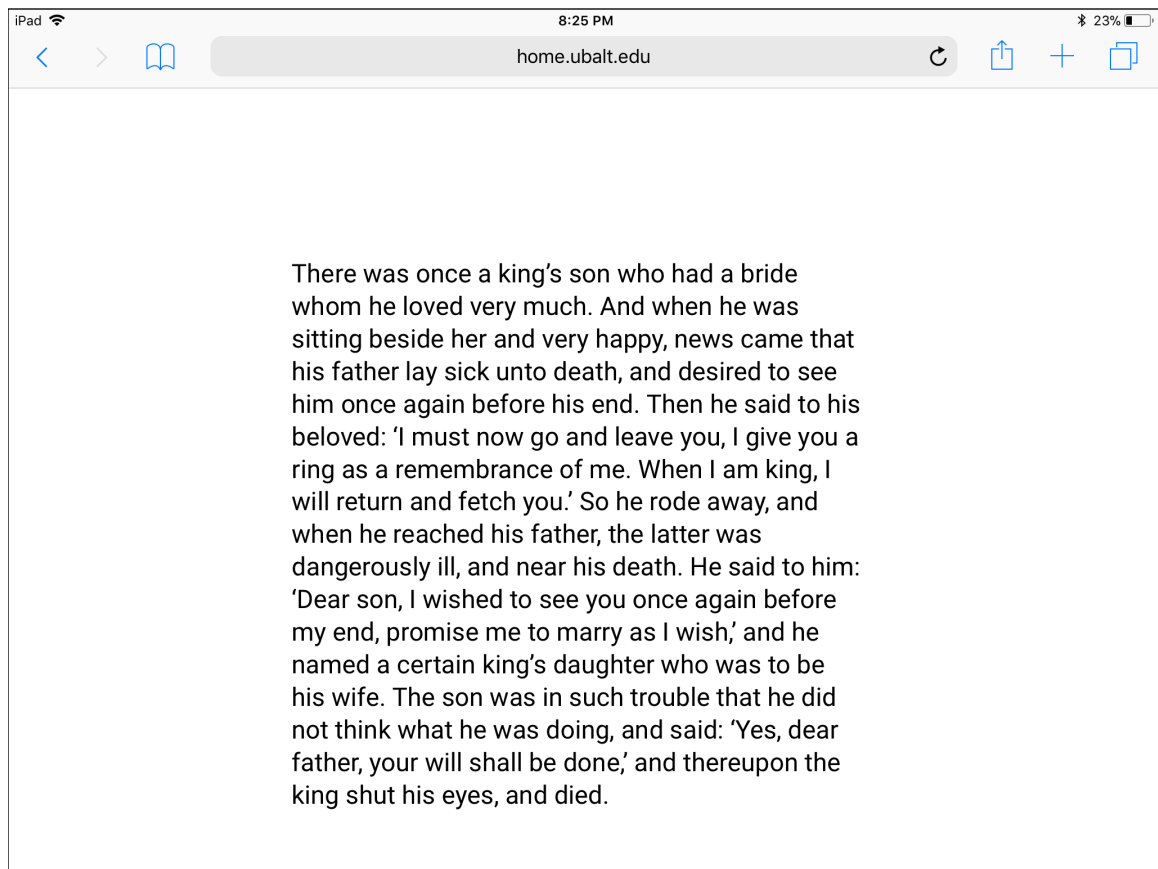 iPad 8:25 PM 23%
home.ubalt.edu
There was once a king’s son who had a bride
whom he loved very much. And when he was
sitting beside her and very happy, news came that
his father lay sick unto death, and desired to see
him once again before his end. Then he said to his
beloved: ‘I must now go and leave you, I give you a
ring as a remembrance of me. When I am king, I
will return and fetch you.’ So he rode away, and
when he reached his father, the latter was
dangerously ill, and near his death. He said to him:
‘Dear son, I wished to see you once again before
my end, promise me to marry as I wish,’ and he
named a certain king’s daughter who was to be
his wife. The son was in such trouble that he did
not think what he was doing, and said: ‘Yes, dear
father, your will shall be done,’ and thereupon the
king shut his eyes, and died.